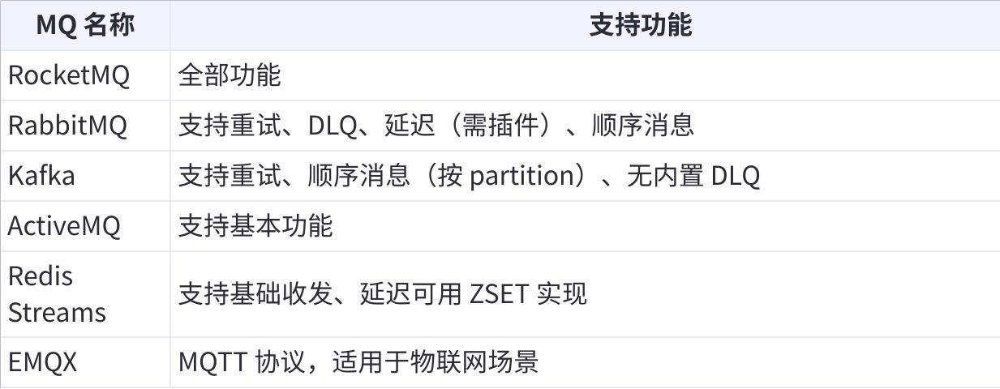 MQ 名称 支持功能
RocketMQ 全部功能
RabbitMQ 支持重试、DLQ、延迟（需插件）、顺序消息
Kafka 支持重试、顺序消息（按 partition）、无内置 DLQ
ActiveMQ 支持基本功能
Redis
Streams
支持基础收发、延迟可用 ZSET 实现
EMQX MQTT 协议，适用于物联网场景